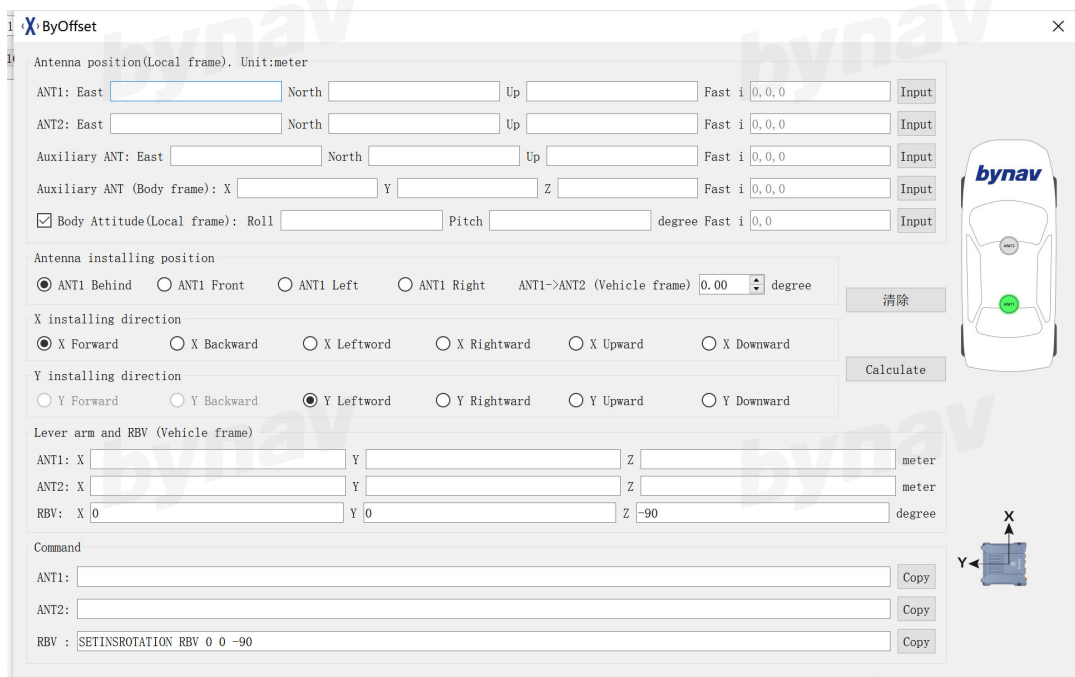 ByOffset
Antenna position(Local frame). Unit:meter
ANT1: East North Up Fast i 0,0,0 Input
ANT2: East North Up Fast i 0,0,0 Input
Auxiliary ANT: East North Up Fast i 0,0,0 Input
Auxiliary ANT (Body frame): X Y Z Fast i 0,0,0 Input
Body Attitude(Local frame): Roll Pitch degree Fast i 0,0 Input
bynav
ANT2
ANT1
Antenna installing position
ANT1 Behind ANT1 Front ANT1 Left ANT1 Right ANT1->ANT2 (Vehicle frame) 0.00 degree
清除
X installing direction
X Forward X Backward X Leftword X Rightward X Upward X Downward
Calculate
Y installing direction
Y Forward Y Backward Y Leftword Y Rightward Y Upward Y Downward
Lever arm and RBV (Vehicle frame)
ANT1: X Y Z meter
ANT2: X Y Z meter
RBV: X 0 Y 0 Z -90 degree
X
Y
Command
ANT1: Copy
ANT2: Copy
RBV : SETINSROTATION RBV 0 0 -90 Copy
bynav
bynav
bynav
bynav